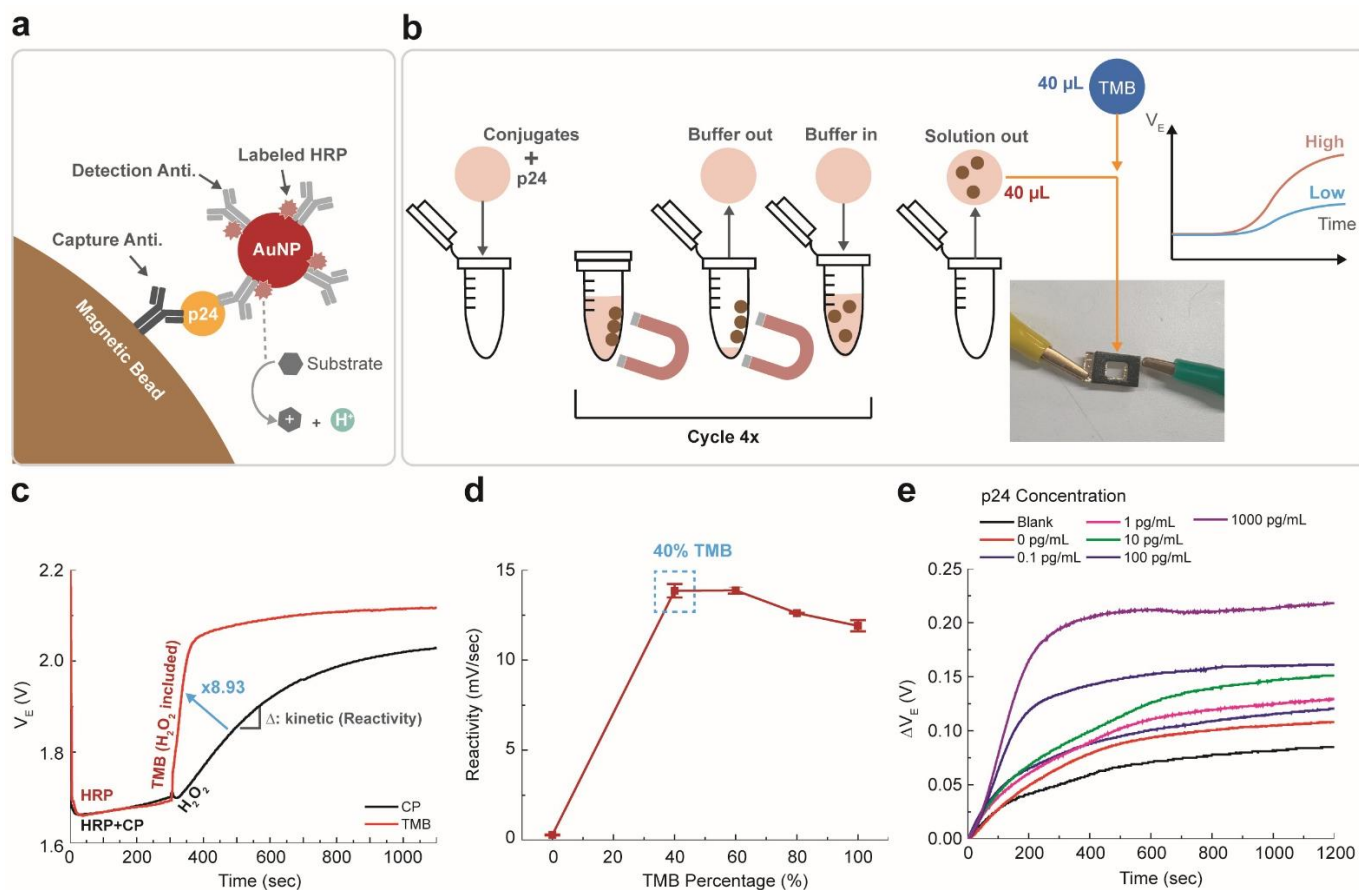 a
Detection Anti.
Labeled HRP
Capture Anti.
AuNP
p24
Magnetic Bead
Substrate
+
+
H⁺
b
Conjugates
+
p24
Buffer out
Buffer in
Solution out
40 µL
40 µL
TMB
V_E
High
Low
Time
Cycle 4x
c
2.2
2.0
1.8
1.6
V_E (V)
HRP
HRP+CP
TMB (H₂O₂ included)
H₂O₂
x8.93
Δ: kinetic (Reactivity)
CP
TMB
0 200 400 600 800 1000
Time (sec)
d
40% TMB
15
10
5
0
Reactivity (mV/sec)
0 20 40 60 80 100
TMB Percentage (%)
e
p24 Concentration
Blank
0 pg/mL
0.1 pg/mL
1 pg/mL
10 pg/mL
100 pg/mL
1000 pg/mL
0.25
0.20
0.15
0.10
0.05
0.00
ΔV_E (V)
0 200 400 600 800 1000 1200
Time (sec)